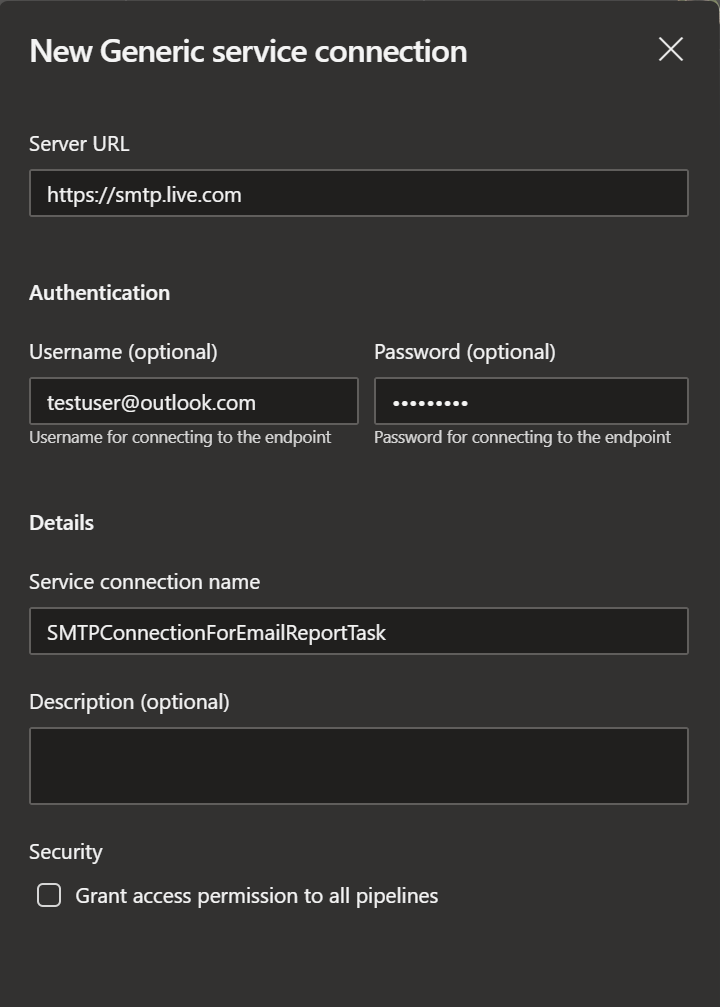 New Generic service connection
Server URL
https://smtp.live.com
Authentication
Username (optional) Password (optional)
testuser@outlook.com •••••••••
Username for connecting to the endpoint Password for connecting to the endpoint
Details
Service connection name
SMTPConnectionForEmailReportTask
Description (optional)
Security
Grant access permission to all pipelines